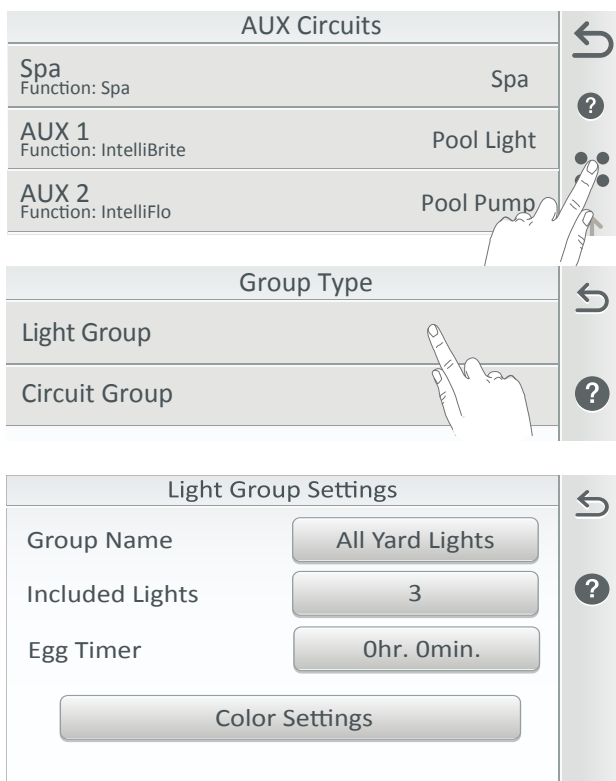 AUX Circuits
Spa
Function: Spa
Spa
AUX 1
Function: IntelliBrite
Pool Light
AUX 2
Function: IntelliFlo
Pool Pump
?
Group Type
Light Group
Circuit Group
?
Light Group Settings
Group Name
All Yard Lights
Included Lights
3
Egg Timer
0hr. 0min.
Color Settings
?